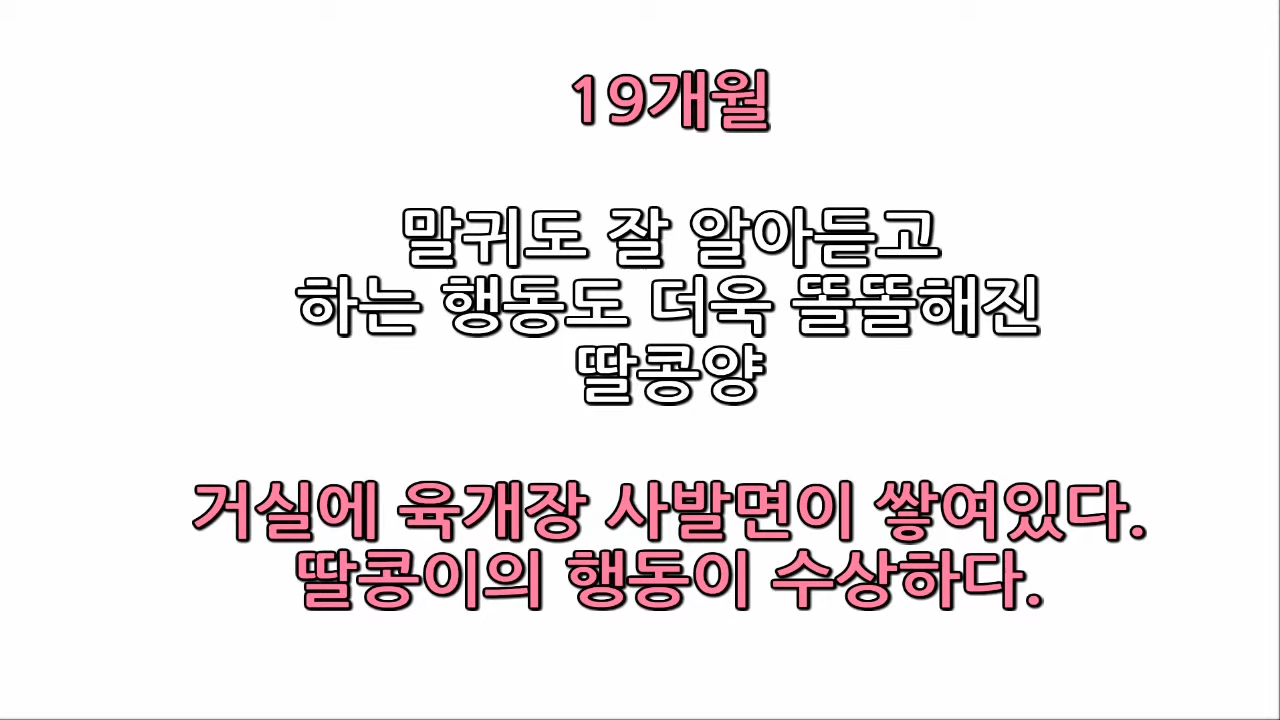 19개월
말귀도 잘 알아듣고
하는 행동도 더욱 똘똘해진
딸콩양
거실에 육개장 사발면이 쌓여있다.
딸콩이의 행동이 수상하다.